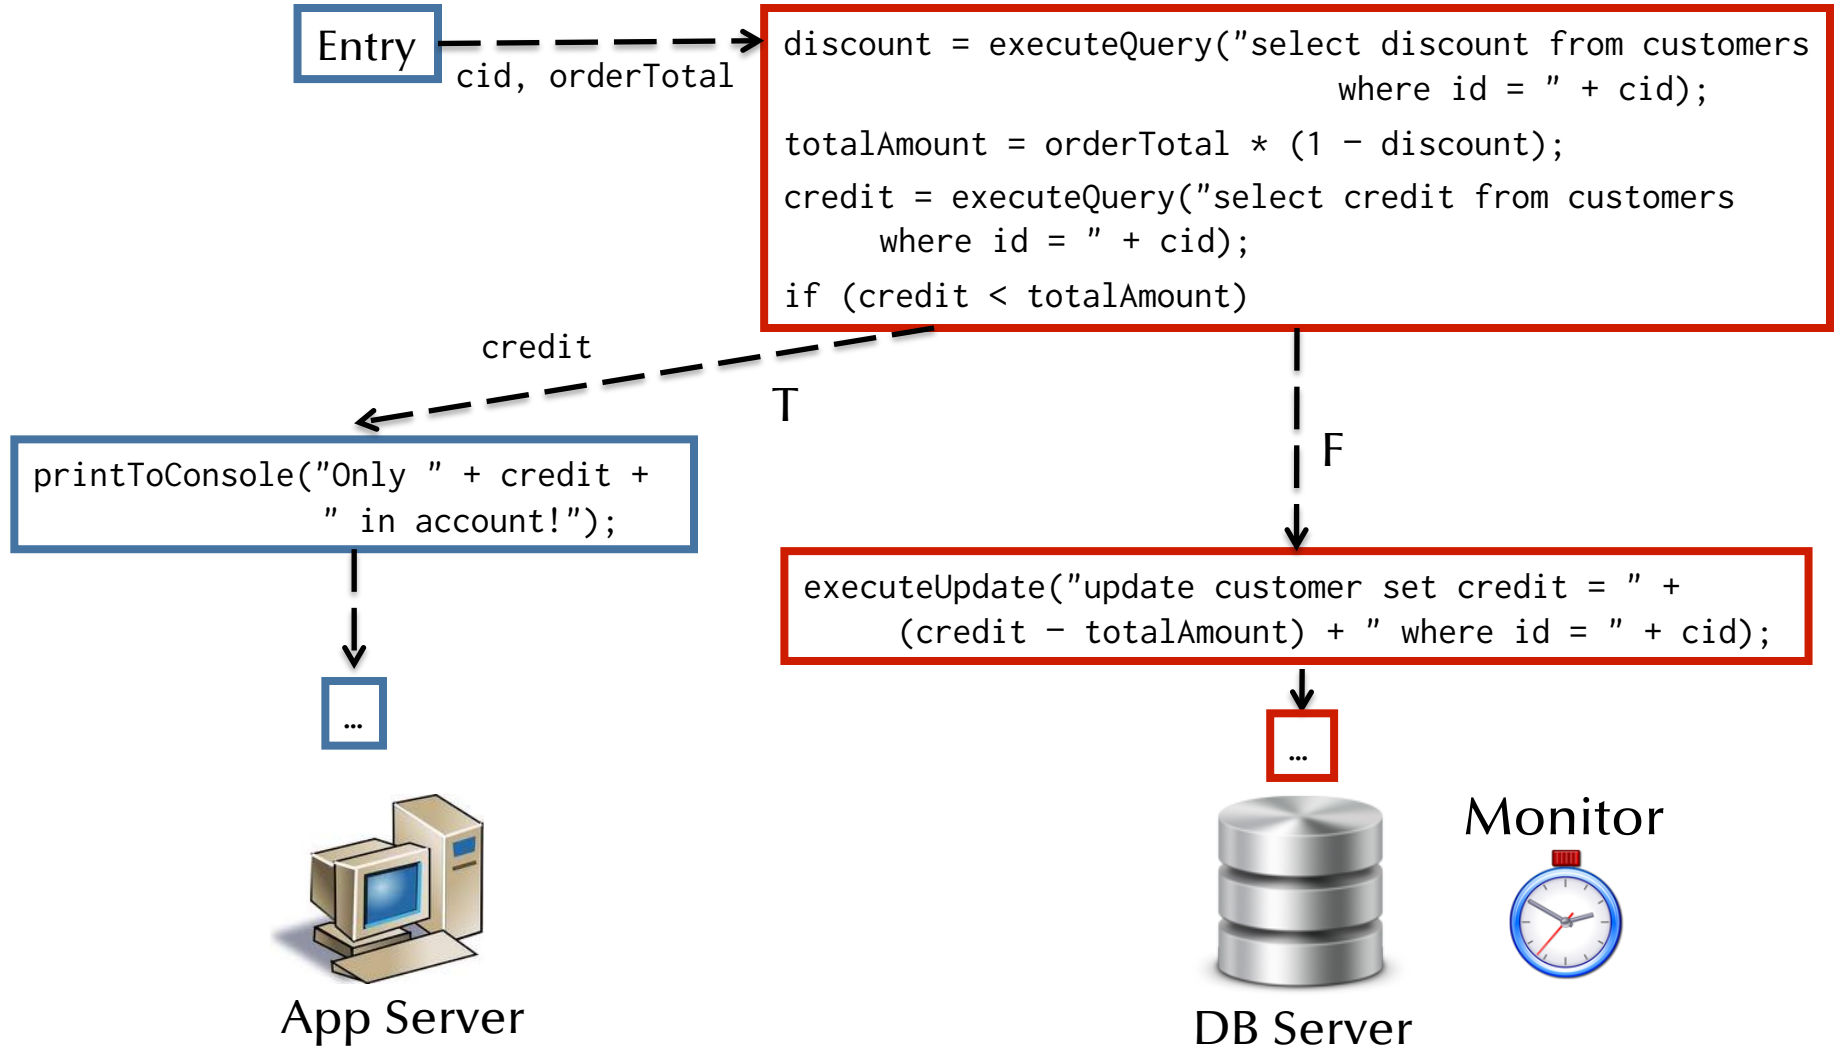 Entry
cid, orderTotal
discount = executeQuery("select discount from customers
where id = " + cid);
totalAmount = orderTotal * (1 − discount);
credit = executeQuery("select credit from customers
where id = " + cid);
if (credit < totalAmount)
credit
T
F
printToConsole("Only " + credit +
" in account!");
...
executeUpdate("update customer set credit = " +
(credit − totalAmount) + " where id = " + cid);
...
Monitor
App Server
DB Server